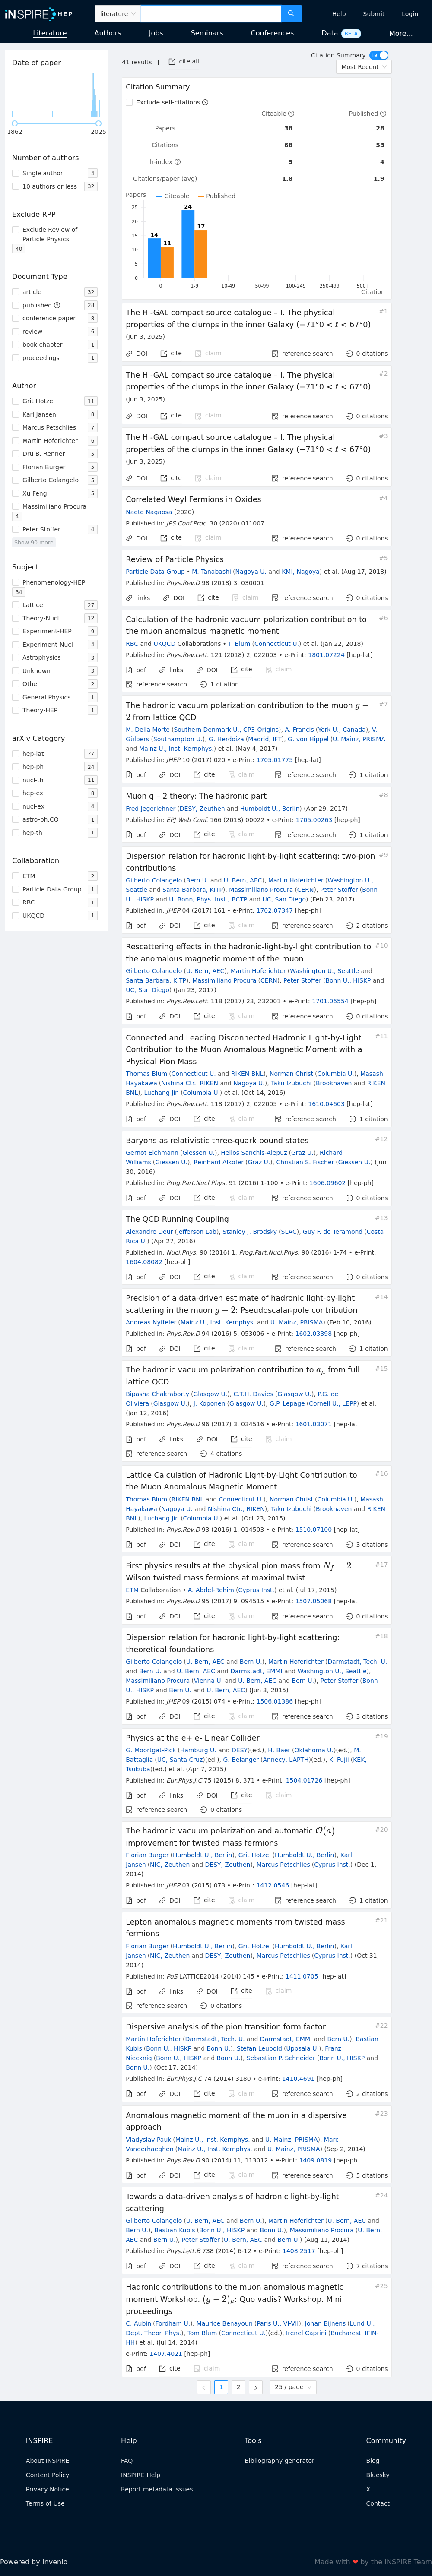 INSPIRE HEP
literature
Help
Submit
Login
Literature
Authors
Jobs
Seminars
Conferences
Data BETA
More...
Date of paper
1862
2025
Number of authors
Single author 4
10 authors or less 32
Exclude RPP
Exclude Review of
Particle Physics
40
Document Type
article 32
published 28
conference paper 8
review 6
book chapter 1
proceedings 1
Author
Grit Hotzel 11
Karl Jansen 8
Marcus Petschlies 7
Martin Hoferichter 6
Dru B. Renner 5
Florian Burger 5
Gilberto Colangelo 5
Xu Feng 5
Massimiliano Procura
4
Peter Stoffer 4
Show 90 more
Subject
Phenomenology-HEP
34
Lattice 27
Theory-Nucl 12
Experiment-HEP 9
Experiment-Nucl 4
Astrophysics 3
Unknown 3
Other 2
General Physics 1
Theory-HEP 1
arXiv Category
hep-lat 27
hep-ph 24
nucl-th 11
hep-ex 8
nucl-ex 4
astro-ph.CO 1
hep-th 1
Collaboration
ETM 2
Particle Data Group 1
RBC 1
UKQCD 1
41 results | cite all
Citation Summary
Most Recent
Citation Summary
Exclude self-citations
Citeable Published
Papers 38 28
Citations 68 53
h-index 5 4
Citations/paper (avg) 1.8 1.9
Papers Citeable Published
25
20
15
10
5
0
14 11 24 17
0 1-9 10-49 50-99 100-249 250-499 500+
Citation
The Hi-GAL compact source catalogue – I. The physical #1
properties of the clumps in the inner Galaxy (−71°0 < ℓ < 67°0)
(Jun 3, 2025)
DOI cite claim reference search 0 citations
The Hi-GAL compact source catalogue – I. The physical #2
properties of the clumps in the inner Galaxy (−71°0 < ℓ < 67°0)
(Jun 3, 2025)
DOI cite claim reference search 0 citations
The Hi-GAL compact source catalogue – I. The physical #3
properties of the clumps in the inner Galaxy (−71°0 < ℓ < 67°0)
(Jun 3, 2025)
DOI cite claim reference search 0 citations
Correlated Weyl Fermions in Oxides #4
Naoto Nagaosa (2020)
Published in: JPS Conf.Proc. 30 (2020) 011007
DOI cite claim reference search 0 citations
Review of Particle Physics #5
Particle Data Group • M. Tanabashi (Nagoya U. and KMI, Nagoya) et al. (Aug 17, 2018)
Published in: Phys.Rev.D 98 (2018) 3, 030001
links DOI cite claim reference search 0 citations
Calculation of the hadronic vacuum polarization contribution to #6
the muon anomalous magnetic moment
RBC and UKQCD Collaborations • T. Blum (Connecticut U.) et al. (Jan 22, 2018)
Published in: Phys.Rev.Lett. 121 (2018) 2, 022003 • e-Print: 1801.07224 [hep-lat]
pdf links DOI cite claim
reference search 1 citation
The hadronic vacuum polarization contribution to the muon g − #7
2 from lattice QCD
M. Della Morte (Southern Denmark U., CP3-Origins), A. Francis (York U., Canada), V.
Gülpers (Southampton U.), G. Herdoíza (Madrid, IFT), G. von Hippel (U. Mainz, PRISMA
and Mainz U., Inst. Kernphys.) et al. (May 4, 2017)
Published in: JHEP 10 (2017) 020 • e-Print: 1705.01775 [hep-lat]
pdf DOI cite claim reference search 1 citation
Muon g – 2 theory: The hadronic part #8
Fred Jegerlehner (DESY, Zeuthen and Humboldt U., Berlin) (Apr 29, 2017)
Published in: EPJ Web Conf. 166 (2018) 00022 • e-Print: 1705.00263 [hep-ph]
pdf DOI cite claim reference search 1 citation
Dispersion relation for hadronic light-by-light scattering: two-pion #9
contributions
Gilberto Colangelo (Bern U. and U. Bern, AEC), Martin Hoferichter (Washington U.,
Seattle and Santa Barbara, KITP), Massimiliano Procura (CERN), Peter Stoffer (Bonn
U., HISKP and U. Bonn, Phys. Inst., BCTP and UC, San Diego) (Feb 23, 2017)
Published in: JHEP 04 (2017) 161 • e-Print: 1702.07347 [hep-ph]
pdf DOI cite claim reference search 2 citations
Rescattering effects in the hadronic-light-by-light contribution to #10
the anomalous magnetic moment of the muon
Gilberto Colangelo (U. Bern, AEC), Martin Hoferichter (Washington U., Seattle and
Santa Barbara, KITP), Massimiliano Procura (CERN), Peter Stoffer (Bonn U., HISKP and
UC, San Diego) (Jan 23, 2017)
Published in: Phys.Rev.Lett. 118 (2017) 23, 232001 • e-Print: 1701.06554 [hep-ph]
pdf DOI cite claim reference search 0 citations
Connected and Leading Disconnected Hadronic Light-by-Light #11
Contribution to the Muon Anomalous Magnetic Moment with a
Physical Pion Mass
Thomas Blum (Connecticut U. and RIKEN BNL), Norman Christ (Columbia U.), Masashi
Hayakawa (Nishina Ctr., RIKEN and Nagoya U.), Taku Izubuchi (Brookhaven and RIKEN
BNL), Luchang Jin (Columbia U.) et al. (Oct 14, 2016)
Published in: Phys.Rev.Lett. 118 (2017) 2, 022005 • e-Print: 1610.04603 [hep-lat]
pdf DOI cite claim reference search 1 citation
Baryons as relativistic three-quark bound states #12
Gernot Eichmann (Giessen U.), Helios Sanchis-Alepuz (Graz U.), Richard
Williams (Giessen U.), Reinhard Alkofer (Graz U.), Christian S. Fischer (Giessen U.) (Jun
30, 2016)
Published in: Prog.Part.Nucl.Phys. 91 (2016) 1-100 • e-Print: 1606.09602 [hep-ph]
pdf DOI cite claim reference search 0 citations
The QCD Running Coupling #13
Alexandre Deur (Jefferson Lab), Stanley J. Brodsky (SLAC), Guy F. de Teramond (Costa
Rica U.) (Apr 27, 2016)
Published in: Nucl.Phys. 90 (2016) 1, Prog.Part.Nucl.Phys. 90 (2016) 1-74 • e-Print:
1604.08082 [hep-ph]
pdf DOI cite claim reference search 0 citations
Precision of a data-driven estimate of hadronic light-by-light #14
scattering in the muon g − 2: Pseudoscalar-pole contribution
Andreas Nyffeler (Mainz U., Inst. Kernphys. and U. Mainz, PRISMA) (Feb 10, 2016)
Published in: Phys.Rev.D 94 (2016) 5, 053006 • e-Print: 1602.03398 [hep-ph]
pdf DOI cite claim reference search 1 citation
The hadronic vacuum polarization contribution to aμ from full #15
lattice QCD
Bipasha Chakraborty (Glasgow U.), C.T.H. Davies (Glasgow U.), P.G. de
Oliviera (Glasgow U.), J. Koponen (Glasgow U.), G.P. Lepage (Cornell U., LEPP) et al.
(Jan 12, 2016)
Published in: Phys.Rev.D 96 (2017) 3, 034516 • e-Print: 1601.03071 [hep-lat]
pdf links DOI cite claim
reference search 4 citations
Lattice Calculation of Hadronic Light-by-Light Contribution to #16
the Muon Anomalous Magnetic Moment
Thomas Blum (RIKEN BNL and Connecticut U.), Norman Christ (Columbia U.), Masashi
Hayakawa (Nagoya U. and Nishina Ctr., RIKEN), Taku Izubuchi (Brookhaven and RIKEN
BNL), Luchang Jin (Columbia U.) et al. (Oct 23, 2015)
Published in: Phys.Rev.D 93 (2016) 1, 014503 • e-Print: 1510.07100 [hep-lat]
pdf DOI cite claim reference search 3 citations
First physics results at the physical pion mass from Nf = 2 #17
Wilson twisted mass fermions at maximal twist
ETM Collaboration • A. Abdel-Rehim (Cyprus Inst.) et al. (Jul 17, 2015)
Published in: Phys.Rev.D 95 (2017) 9, 094515 • e-Print: 1507.05068 [hep-lat]
pdf DOI cite claim reference search 0 citations
Dispersion relation for hadronic light-by-light scattering: #18
theoretical foundations
Gilberto Colangelo (U. Bern, AEC and Bern U.), Martin Hoferichter (Darmstadt, Tech. U.
and Bern U. and U. Bern, AEC and Darmstadt, EMMI and Washington U., Seattle),
Massimiliano Procura (Vienna U. and U. Bern, AEC and Bern U.), Peter Stoffer (Bonn
U., HISKP and Bern U. and U. Bern, AEC) (Jun 3, 2015)
Published in: JHEP 09 (2015) 074 • e-Print: 1506.01386 [hep-ph]
pdf DOI cite claim reference search 3 citations
Physics at the e+ e- Linear Collider #19
G. Moortgat-Pick (Hamburg U. and DESY)(ed.), H. Baer (Oklahoma U.)(ed.), M.
Battaglia (UC, Santa Cruz)(ed.), G. Belanger (Annecy, LAPTH)(ed.), K. Fujii (KEK,
Tsukuba)(ed.) et al. (Apr 7, 2015)
Published in: Eur.Phys.J.C 75 (2015) 8, 371 • e-Print: 1504.01726 [hep-ph]
pdf links DOI cite claim
reference search 0 citations
The hadronic vacuum polarization and automatic O(a) #20
improvement for twisted mass fermions
Florian Burger (Humboldt U., Berlin), Grit Hotzel (Humboldt U., Berlin), Karl
Jansen (NIC, Zeuthen and DESY, Zeuthen), Marcus Petschlies (Cyprus Inst.) (Dec 1,
2014)
Published in: JHEP 03 (2015) 073 • e-Print: 1412.0546 [hep-lat]
pdf DOI cite claim reference search 1 citation
Lepton anomalous magnetic moments from twisted mass #21
fermions
Florian Burger (Humboldt U., Berlin), Grit Hotzel (Humboldt U., Berlin), Karl
Jansen (NIC, Zeuthen and DESY, Zeuthen), Marcus Petschlies (Cyprus Inst.) (Oct 31,
2014)
Published in: PoS LATTICE2014 (2014) 145 • e-Print: 1411.0705 [hep-lat]
pdf links DOI cite claim
reference search 0 citations
Dispersive analysis of the pion transition form factor #22
Martin Hoferichter (Darmstadt, Tech. U. and Darmstadt, EMMI and Bern U.), Bastian
Kubis (Bonn U., HISKP and Bonn U.), Stefan Leupold (Uppsala U.), Franz
Niecknig (Bonn U., HISKP and Bonn U.), Sebastian P. Schneider (Bonn U., HISKP and
Bonn U.) (Oct 17, 2014)
Published in: Eur.Phys.J.C 74 (2014) 3180 • e-Print: 1410.4691 [hep-ph]
pdf DOI cite claim reference search 2 citations
Anomalous magnetic moment of the muon in a dispersive #23
approach
Vladyslav Pauk (Mainz U., Inst. Kernphys. and U. Mainz, PRISMA), Marc
Vanderhaeghen (Mainz U., Inst. Kernphys. and U. Mainz, PRISMA) (Sep 2, 2014)
Published in: Phys.Rev.D 90 (2014) 11, 113012 • e-Print: 1409.0819 [hep-ph]
pdf DOI cite claim reference search 5 citations
Towards a data-driven analysis of hadronic light-by-light #24
scattering
Gilberto Colangelo (U. Bern, AEC and Bern U.), Martin Hoferichter (U. Bern, AEC and
Bern U.), Bastian Kubis (Bonn U., HISKP and Bonn U.), Massimiliano Procura (U. Bern,
AEC and Bern U.), Peter Stoffer (U. Bern, AEC and Bern U.) (Aug 11, 2014)
Published in: Phys.Lett.B 738 (2014) 6-12 • e-Print: 1408.2517 [hep-ph]
pdf DOI cite claim reference search 7 citations
Hadronic contributions to the muon anomalous magnetic #25
moment Workshop. (g − 2)μ: Quo vadis? Workshop. Mini
proceedings
C. Aubin (Fordham U.), Maurice Benayoun (Paris U., VI-VII), Johan Bijnens (Lund U.,
Dept. Theor. Phys.), Tom Blum (Connecticut U.)(ed.), Irenel Caprini (Bucharest, IFIN-
HH) et al. (Jul 14, 2014)
e-Print: 1407.4021 [hep-ph]
pdf cite claim reference search 0 citations
1 2 25 / page
INSPIRE
About INSPIRE
Content Policy
Privacy Notice
Terms of Use
Help
FAQ
INSPIRE Help
Report metadata issues
Tools
Bibliography generator
Community
Blog
Bluesky
X
Contact
Powered by Invenio
Made with ❤ by the INSPIRE Team